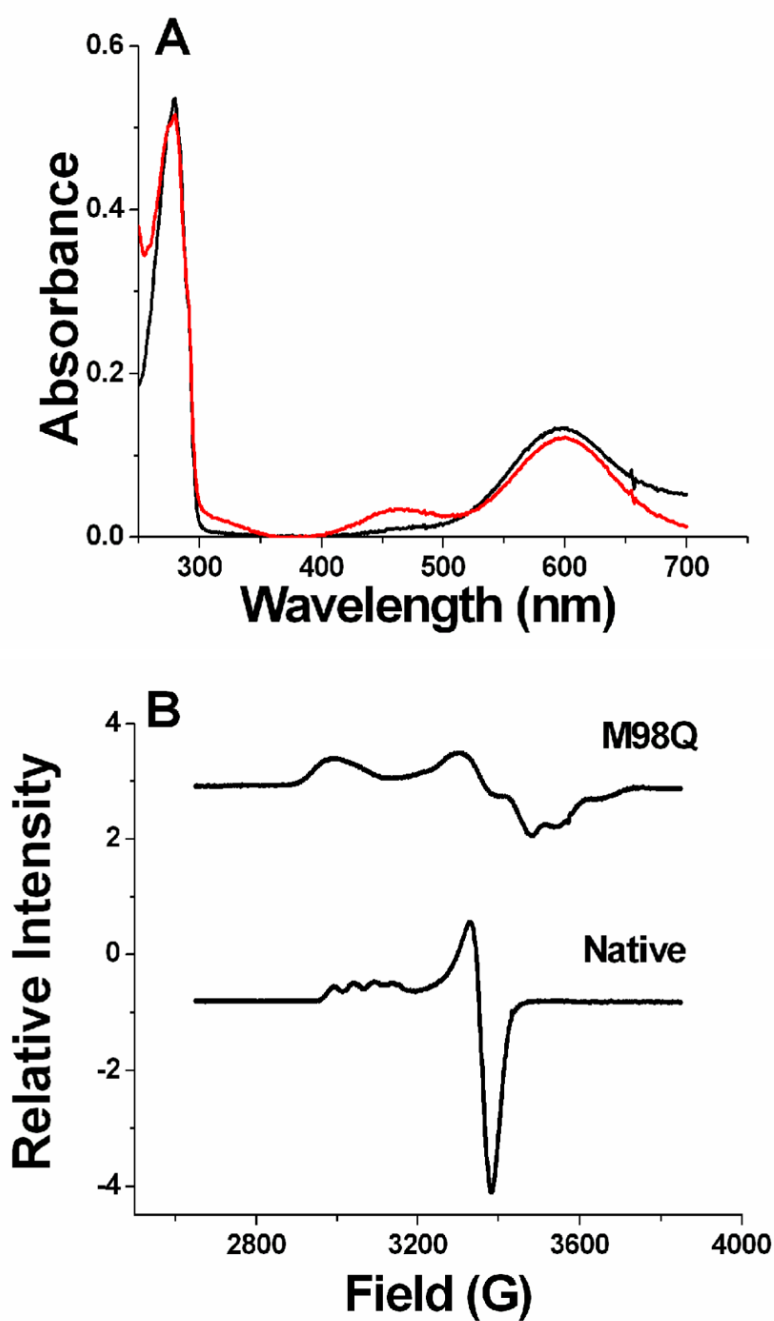 A
0.6
0.4
0.2
0.0
Absorbance
300 400 500 600 700
Wavelength (nm)
B
4
2
0
-2
-4
Relative Intensity
M98Q
Native
2800 3200 3600 4000
Field (G)